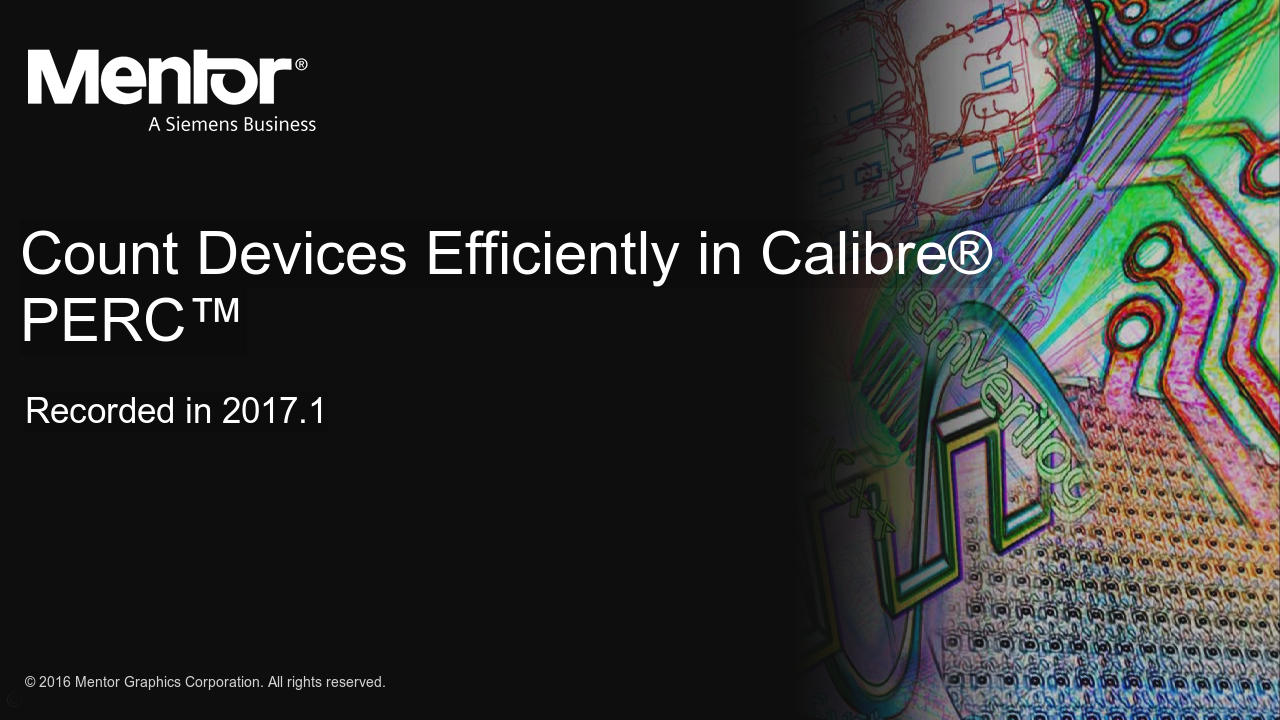 Mentor®
A Siemens Business
Count Devices Efficiently in Calibre®
PERC™
Recorded in 2017.1
temVerilog
C++
© 2016 Mentor Graphics Corporation. All rights reserved.